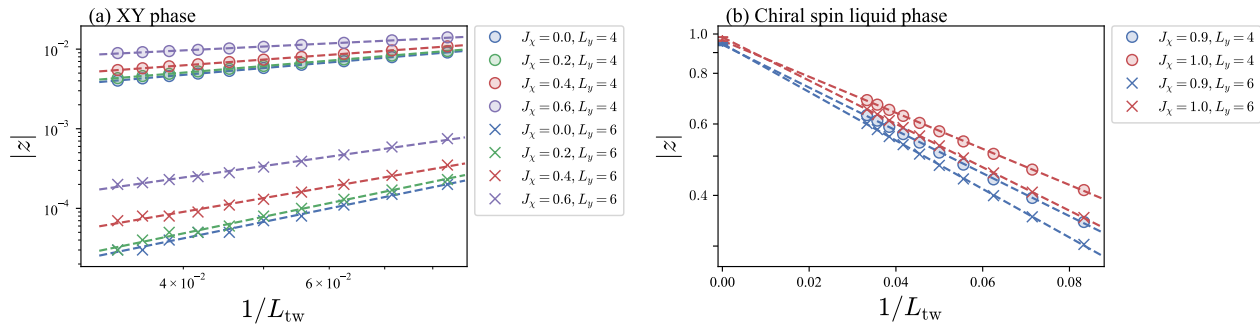 (a) XY phase
10⁻²
10⁻³
10⁻⁴
|z|
4 × 10⁻²
6 × 10⁻²
1/L_tw
J_χ = 0.0, L_y = 4
J_χ = 0.2, L_y = 4
J_χ = 0.4, L_y = 4
J_χ = 0.6, L_y = 4
J_χ = 0.0, L_y = 6
J_χ = 0.2, L_y = 6
J_χ = 0.4, L_y = 6
J_χ = 0.6, L_y = 6
(b) Chiral spin liquid phase
1.0
0.8
0.6
0.4
|z|
0.00
0.02
0.04
0.06
0.08
1/L_tw
J_χ = 0.9, L_y = 4
J_χ = 1.0, L_y = 4
J_χ = 0.9, L_y = 6
J_χ = 1.0, L_y = 6